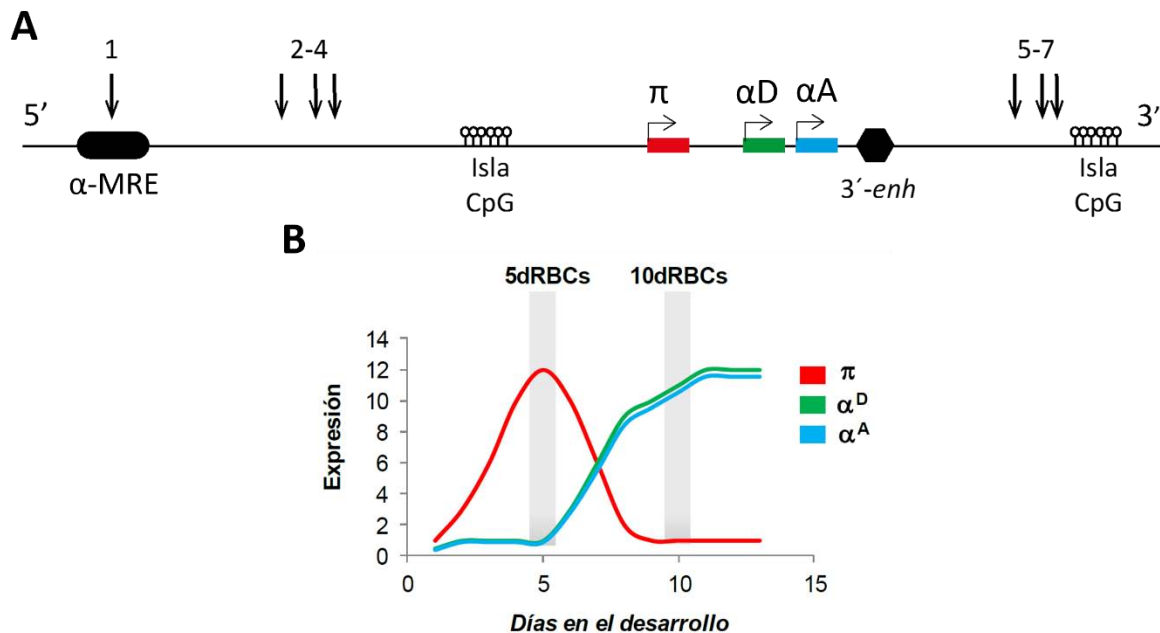 A
1
2-4
5-7
5’
π
αD
αA
3’
α-MRE
Isla
CpG
3´-enh
Isla
CpG
B
5dRBCs
10dRBCs
14
12
10
8
6
4
2
0
Expresión
0
5
10
15
Días en el desarrollo
π
αᴰ
αᴬ